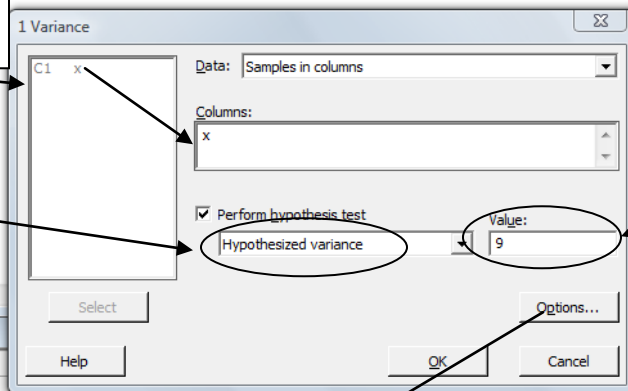 1 Variance
C1 x
Data: Samples in columns
Columns:
x
Perform hypothesis test
Hypothesized variance
Value:
9
Select
Options...
Help
OK
Cancel